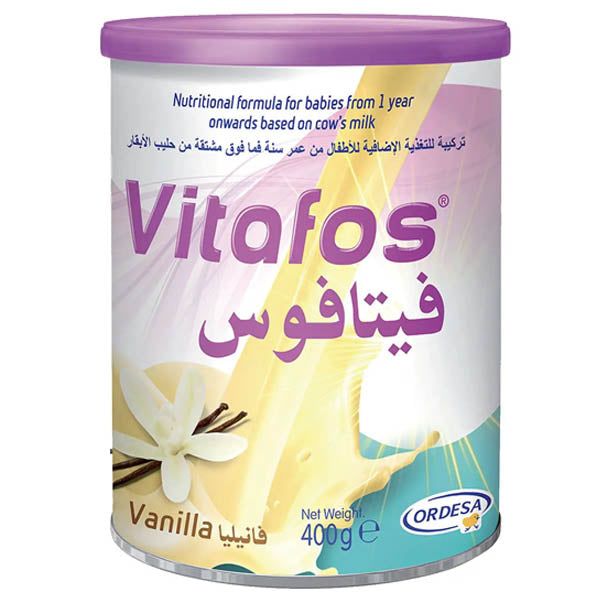 Nutritional formula for babies from 1 year
onwards based on cow's milk
تركيبة للتغذية الإضافية للأطفال من عمر سنة فما فوق مشتقة من حليب الأبقار
Vitafos®
فيتافوس
Vanilla فانيليا
Net Weight.
400g ℮
ORDESA